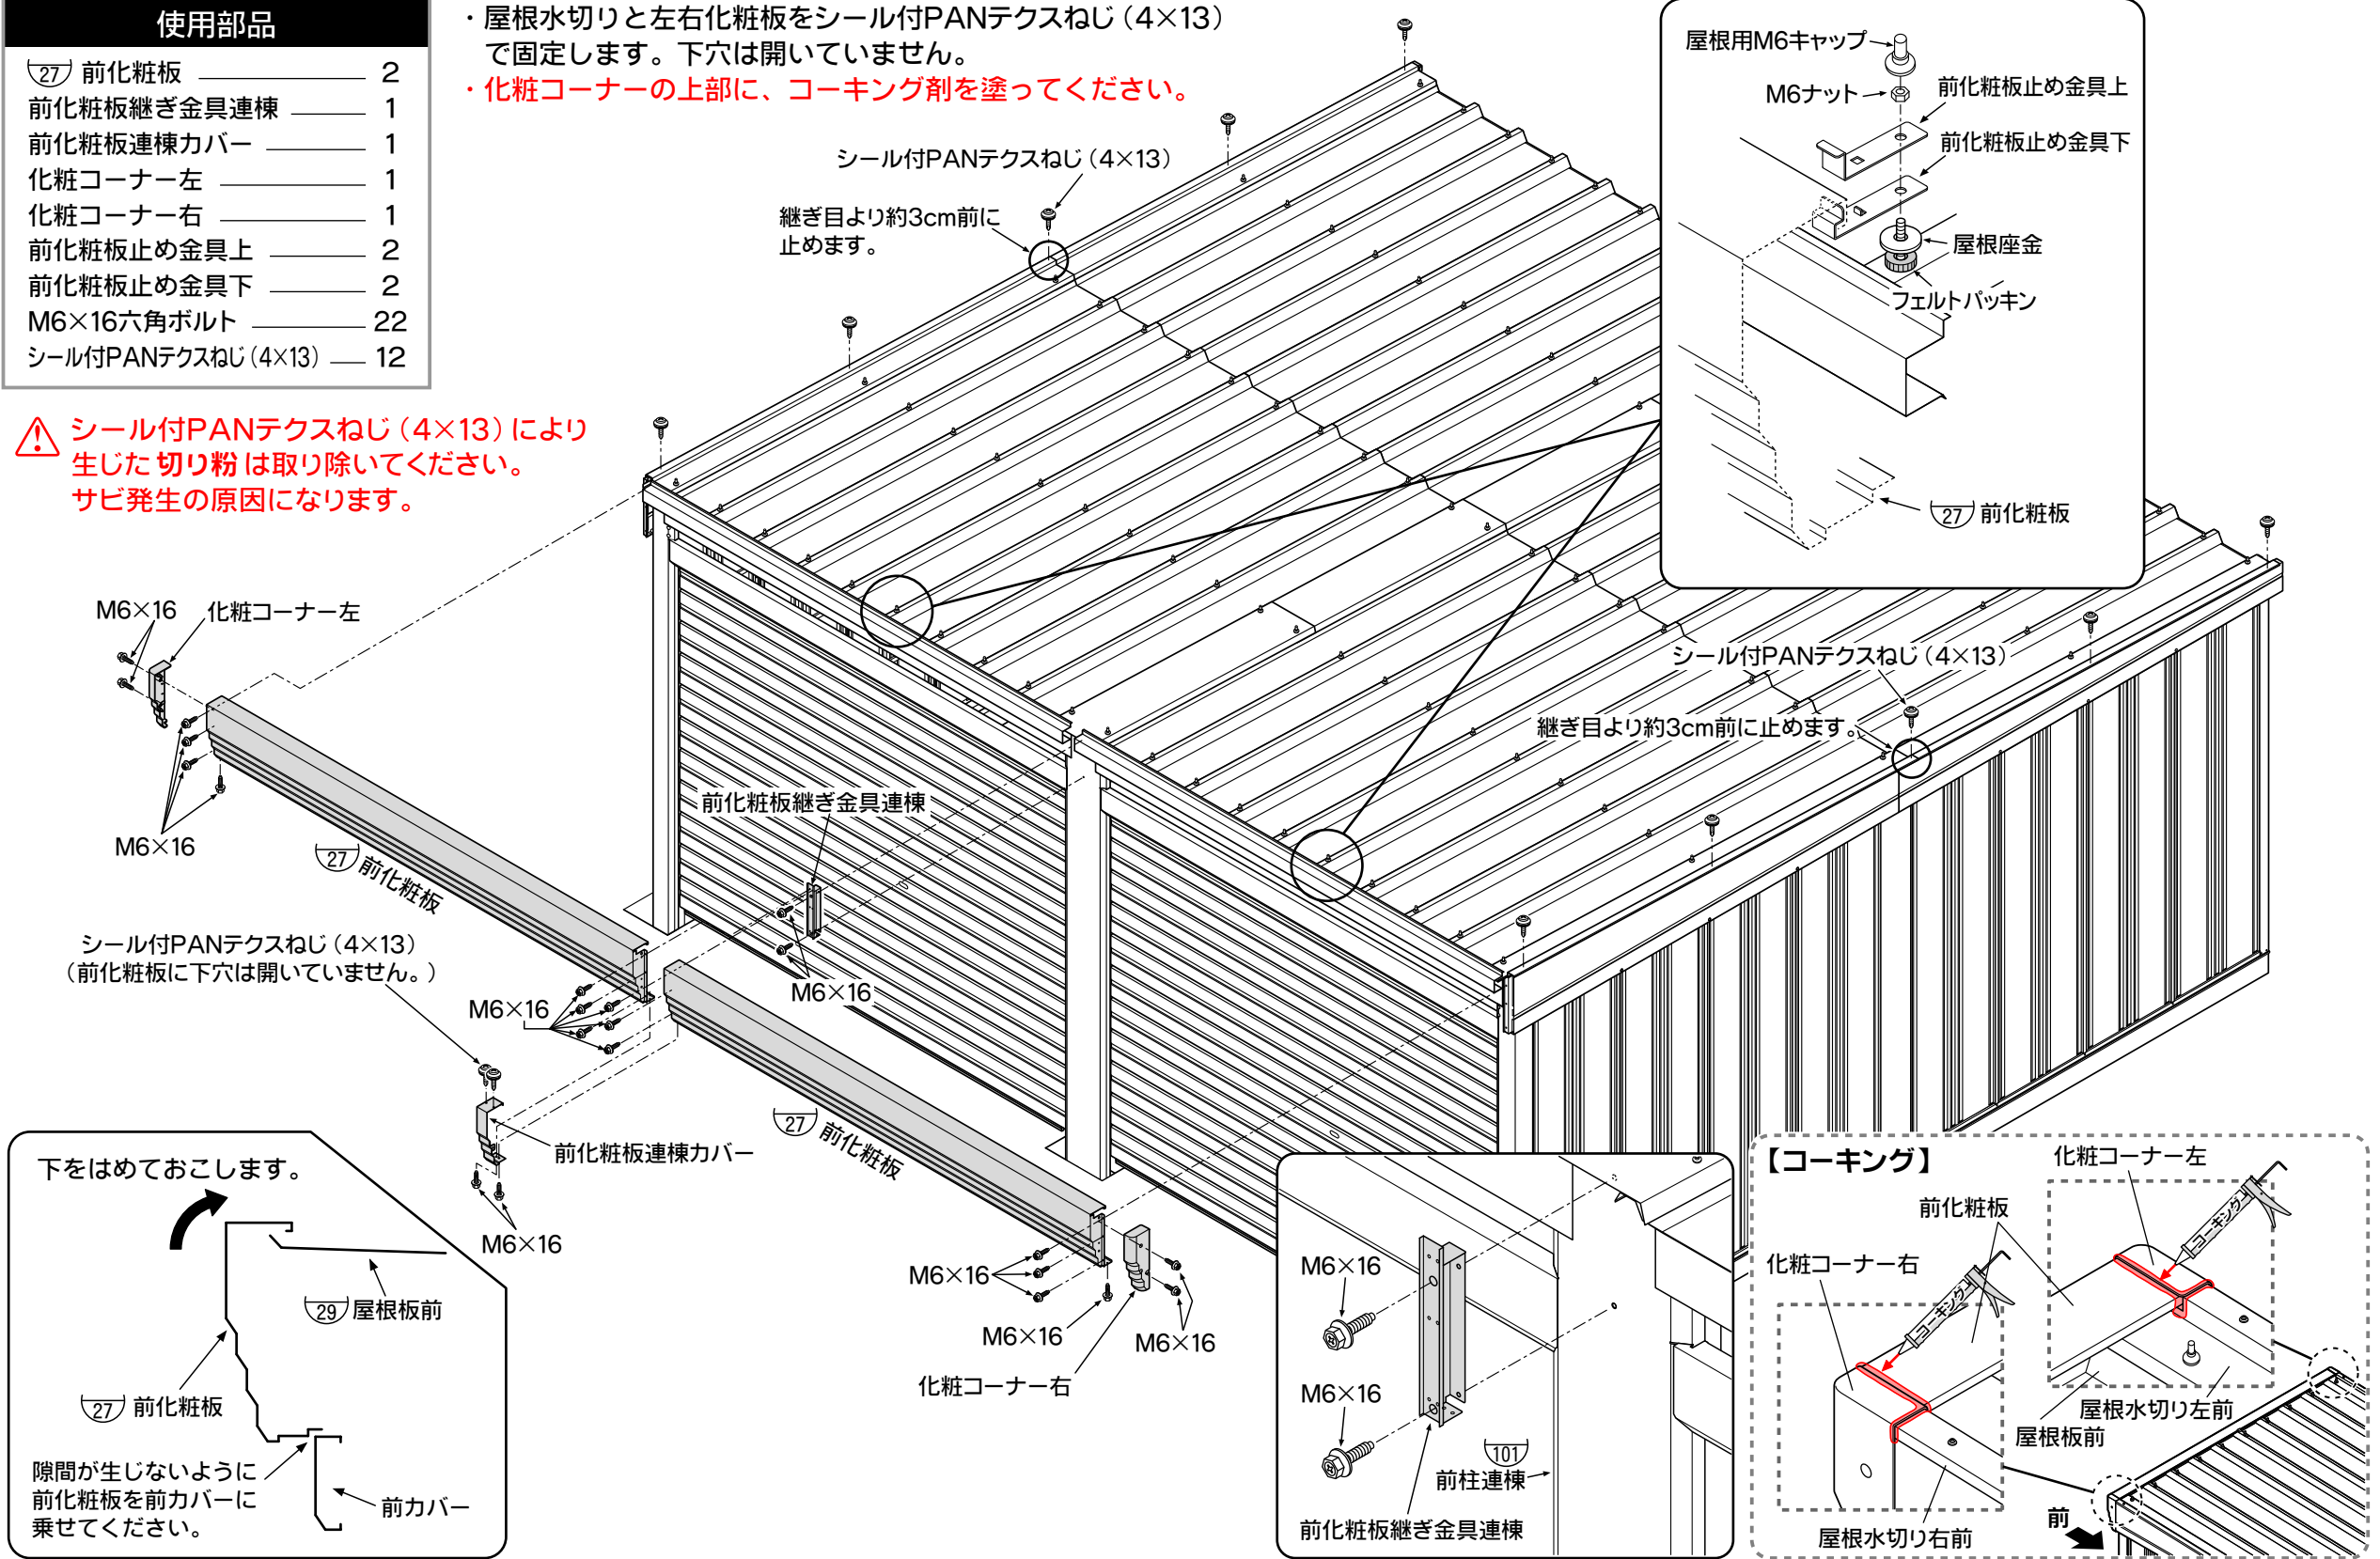 使用部品
27 前化粧板 2
前化粧板継ぎ金具連棟 1
前化粧板連棟カバー 1
化粧コーナー左 1
化粧コーナー右 1
前化粧板止め金具上 2
前化粧板止め金具下 2
M6×16六角ボルト 22
シール付PANテクスねじ（4×13） 12
・屋根水切りと左右化粧板をシール付PANテクスねじ（4×13）
で固定します。下穴は開いていません。
・化粧コーナーの上部に、コーキング剤を塗ってください。
⚠ シール付PANテクスねじ（4×13）により
生じた切り粉は取り除いてください。
サビ発生の原因になります。
シール付PANテクスねじ（4×13）
継ぎ目より約3cm前に
止めます。
屋根用M6キャップ
M6ナット
前化粧板止め金具上
前化粧板止め金具下
屋根座金
フェルトパッキン
27 前化粧板
M6×16
化粧コーナー左
M6×16
27 前化粧板
前化粧板継ぎ金具連棟
M6×16
シール付PANテクスねじ（4×13）
継ぎ目より約3cm前に止めます。
シール付PANテクスねじ（4×13）
（前化粧板に下穴は開いていません。）
M6×16
前化粧板連棟カバー
M6×16
27 前化粧板
M6×16
M6×16
M6×16
化粧コーナー右
下をはめておこします。
29 屋根板前
27 前化粧板
隙間が生じないように
前化粧板を前カバーに
乗せてください。
前カバー
M6×16
M6×16
101
前柱連棟
前化粧板継ぎ金具連棟
【コーキング】
化粧コーナー左
前化粧板
コーキング
化粧コーナー右
コーキング
屋根水切り左前
屋根板前
屋根水切り右前
前